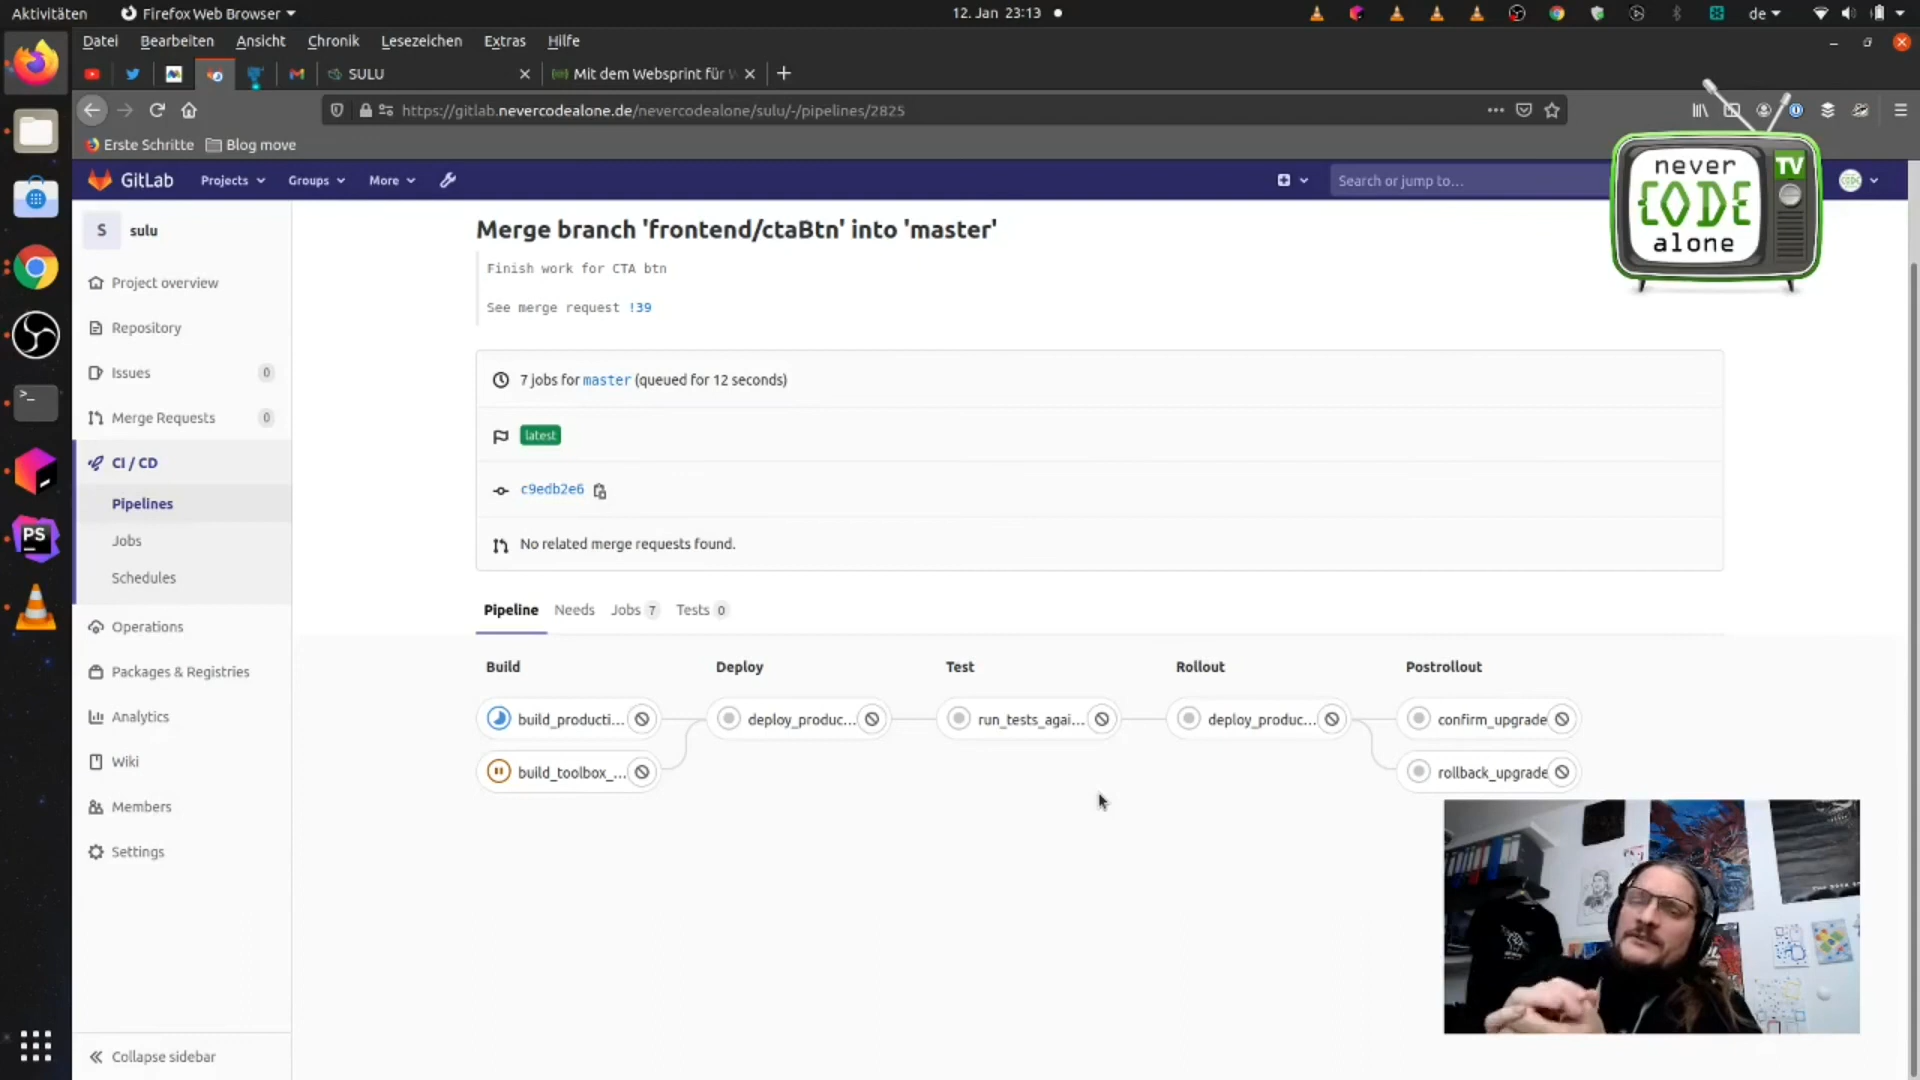 Aktivitäten
Firefox Web Browser
12. Jan 23:13
de
Datei Bearbeiten Ansicht Chronik Lesezeichen Extras Hilfe
SULU
Mit dem Websprint für
https://gitlab.nevercodealone.de/nevercodealone/sulu/-/pipelines/2825
Erste Schritte
Blog move
never
CODE
alone
TV
GitLab
Projects
Groups
More
Search or jump to...
S
sulu
Project overview
Repository
Issues 0
Merge Requests 0
CI / CD
Pipelines
Jobs
Schedules
Operations
Packages & Registries
Analytics
Wiki
Members
Settings
Collapse sidebar
Merge branch 'frontend/ctaBtn' into 'master'
Finish work for CTA btn
See merge request !39
7 jobs for master (queued for 12 seconds)
latest
c9edb2e6
No related merge requests found.
Pipeline Needs Jobs 7 Tests 0
Build Deploy Test Rollout Postrollout
build_producti... deploy_produc... run_tests_agai... deploy_produc... confirm_upgrade
build_toolbox_... rollback_upgrade
PS